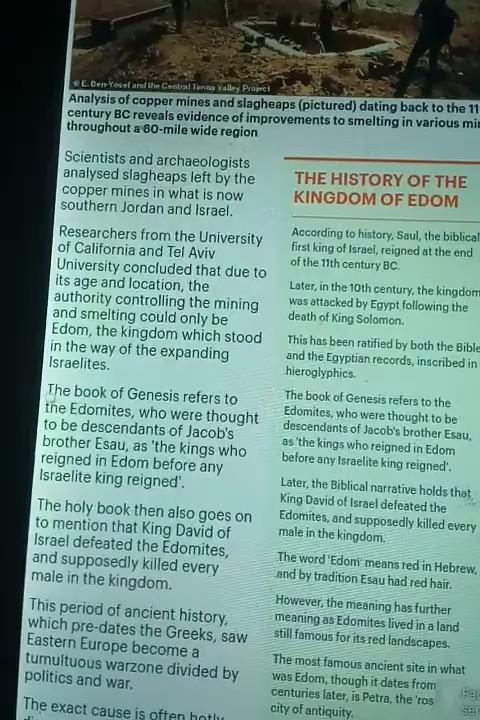 © E. Ben-Yosef and the Central Timna Valley Project
Analysis of copper mines and slagheaps (pictured) dating back to the 11
century BC reveals evidence of improvements to smelting in various
throughout a 60-mile wide region
Scientists and archaeologists
analysed slagheaps left by the
copper mines in what is now
southern Jordan and Israel.
Researchers from the University
of California and Tel Aviv
University concluded that due to
its age and location, the
authority controlling the mining
and smelting could only be
Edom, the kingdom which stood
in the way of the expanding
Israelites.
The book of Genesis refers to
the Edomites, who were thought
to be descendants of Jacob's
brother Esau, as 'the kings who
reigned in Edom before any
Israelite king reigned'.
The holy book then also goes on
to mention that King David of
Israel defeated the Edomites,
and supposedly killed every
male in the kingdom.
This period of ancient history,
which pre-dates the Greeks, saw
Eastern Europe become a
tumultuous warzone divided by
politics and war.
The exact cause is often hotly
THE HISTORY OF THE
KINGDOM OF EDOM
According to history, Saul, the biblical
first king of Israel, reigned at the end
of the 11th century BC.
Later, in the 10th century, the kingdom
was attacked by Egypt following the
death of King Solomon.
This has been ratified by both the Bible
and the Egyptian records, inscribed in
hieroglyphics.
The book of Genesis refers to the
Edomites, who were thought to be
descendants of Jacob's brother Esau,
as 'the kings who reigned in Edom
before any Israelite king reigned'.
Later, the Biblical narrative holds that
King David of Israel defeated the
Edomites, and supposedly killed every
male in the kingdom.
The word 'Edom' means red in Hebrew,
and by tradition Esau had red hair.
However, the meaning has further
meaning as Edomites lived in a land
still famous for its red landscapes.
The most famous ancient site in what
was Edom, though it dates from
centuries later, is Petra, the 'ros
city of antiquity.